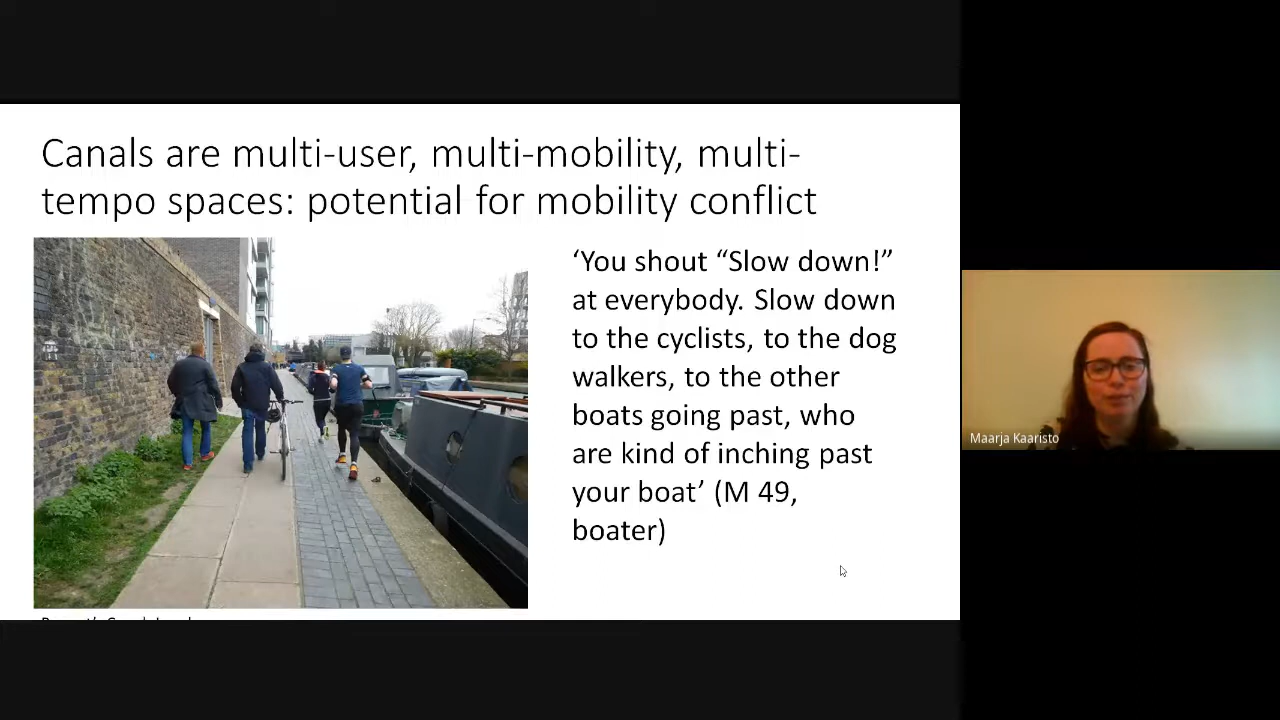 Canals are multi-user, multi-mobility, multi-
tempo spaces: potential for mobility conflict
‘You shout “Slow down!”
at everybody. Slow down
to the cyclists, to the dog
walkers, to the other
boats going past, who
are kind of inching past
your boat’ (M 49,
boater)
Maarja Kaaristo